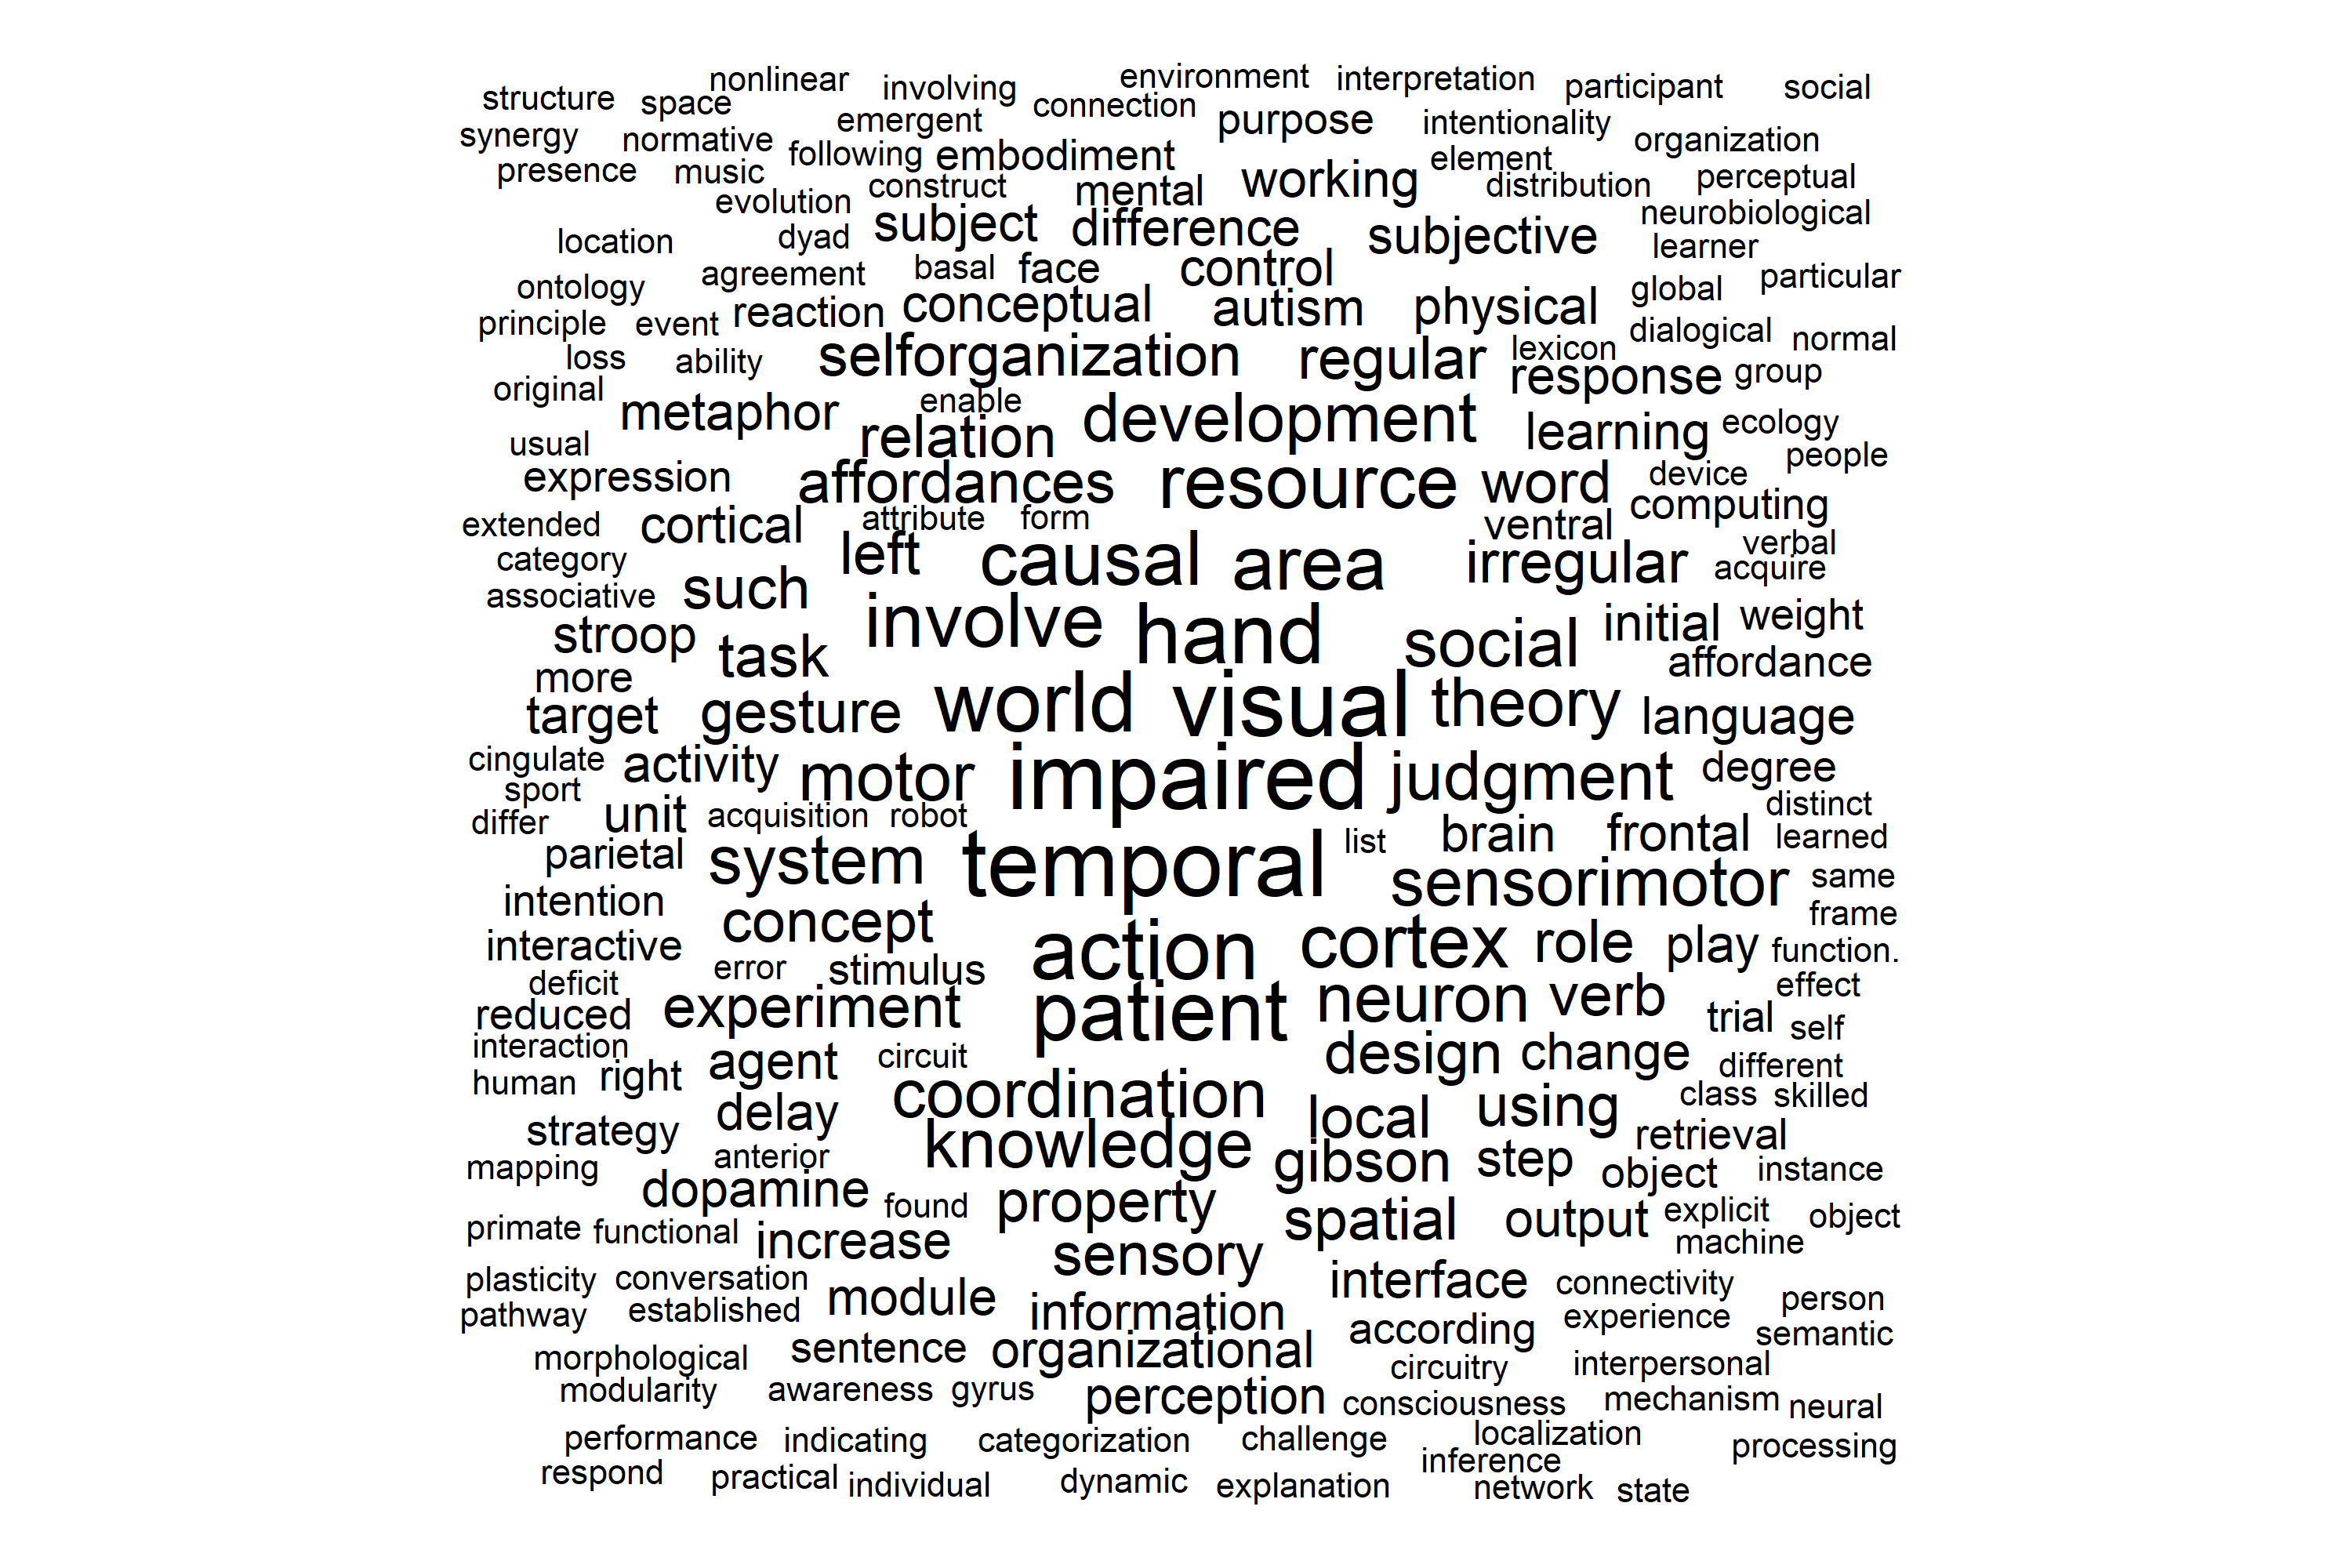 nonlinear involving environment interpretation participant social
structure space emergent connection purpose intentionality organization
synergy normative following embodiment element
presence music construct mental working distribution perceptual
evolution subject difference subjective neurobiological
location dyad learner
agreement basal face control particular
ontology reaction conceptual autism physical global
principle event dialogical normal
loss ability selforganization regular lexicon response group
original metaphor enable development learning ecology
usual relation people
expression affordances resource word device computing
extended cortical attribute form ventral
category left causal area irregular verbal acquire
associative such involve hand social initial weight
stroop task affordance
more world visual theory language
target gesture
cingulate activity motor impaired judgment degree
sport distinct
differ unit acquisition robot list brain frontal learned
parietal system temporal sensorimotor same
intention concept frame
interactive action cortex role play function.
deficit error stimulus effect
reduced experiment patient neuron verb trial self
interaction agent circuit design change different
human right coordination class skilled
strategy delay knowledge local using retrieval
mapping anterior gibson step object instance
dopamine found property explicit object
primate functional increase spatial output machine
plasticity conversation sensory interface connectivity
pathway established module information experience person
according semantic
morphological sentence organizational circuitry interpersonal
modularity awareness gyrus perception consciousness mechanism neural
performance indicating categorization challenge localization processing
respond practical individual dynamic explanation inference
network state